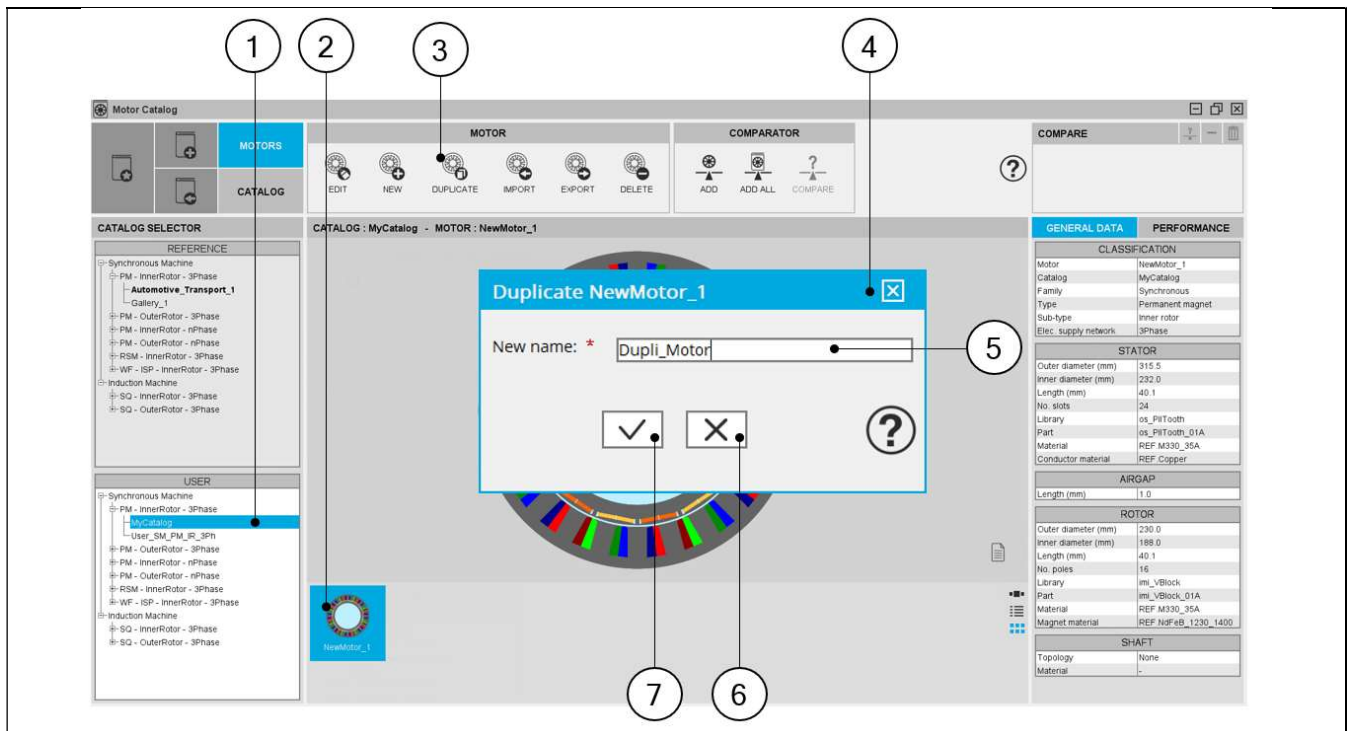 1
2
3
4
Motor Catalog
MOTORS
CATALOG
MOTOR
EDIT
NEW
DUPLICATE
IMPORT
EXPORT
DELETE
COMPARATOR
ADD
ADD ALL
COMPARE
?
COMPARE
CATALOG SELECTOR
REFERENCE
Synchronous Machine
PM - InnerRotor - 3Phase
Automotive_Transport_1
Gallery_1
PM - OuterRotor - 3Phase
PM - InnerRotor - nPhase
PM - OuterRotor - nPhase
RSM - InnerRotor - 3Phase
WF - ISP - InnerRotor - 3Phase
Induction Machine
SQ - InnerRotor - 3Phase
SQ - OuterRotor - 3Phase
USER
Synchronous Machine
PM - InnerRotor - 3Phase
MyCatalog
User_SM_PM_IR_3Ph
PM - OuterRotor - 3Phase
PM - InnerRotor - nPhase
PM - OuterRotor - nPhase
RSM - InnerRotor - 3Phase
WF - ISP - InnerRotor - 3Phase
Induction Machine
SQ - InnerRotor - 3Phase
SQ - OuterRotor - 3Phase
CATALOG : MyCatalog - MOTOR : NewMotor_1
Duplicate NewMotor_1
New name: * Dupli_Motor
?
5
7
6
NewMotor_1
GENERAL DATA
PERFORMANCE
CLASSIFICATION
Motor NewMotor_1
Catalog MyCatalog
Family Synchronous
Type Permanent magnet
Sub-type Inner rotor
Elec. supply network 3Phase
STATOR
Outer diameter (mm) 315.5
Inner diameter (mm) 232.0
Length (mm) 40.1
No. slots 24
Library os_PllTooth
Part os_PllTooth_01A
Material REF.M330_35A
Conductor material REF.Copper
AIRGAP
Length (mm) 1.0
ROTOR
Outer diameter (mm) 230.0
Inner diameter (mm) 188.0
Length (mm) 40.1
No. poles 16
Library imi_VBlock
Part imi_VBlock_01A
Material REF.M330_35A
Magnet material REF.NdFeB_1230_1400
SHAFT
Topology None
Material -